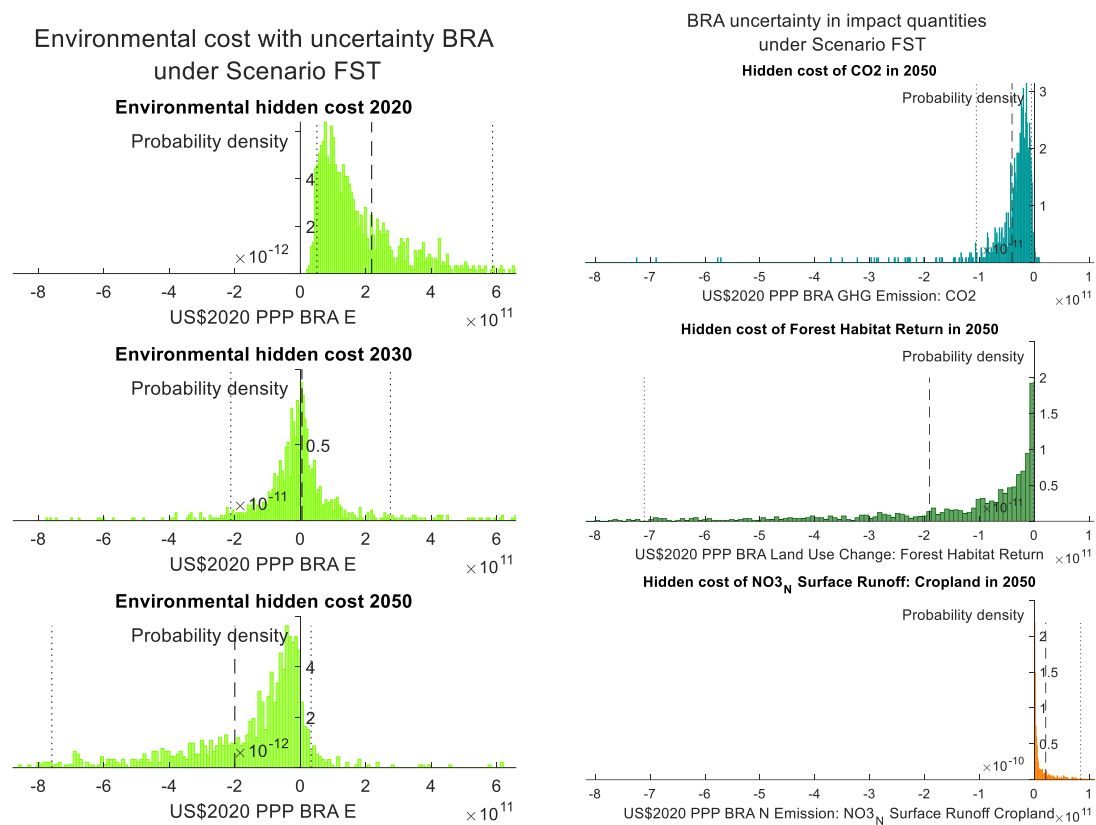 Environmental cost with uncertainty BRA
under Scenario FST
Environmental hidden cost 2020
Probability density
4
2
×10-12
-8 -6 -4 -2 0 2 4 6
US$2020 PPP BRA E
×1011
Environmental hidden cost 2030
Probability density
0.5
×10-11
-8 -6 -4 -2 0 2 4 6
US$2020 PPP BRA E
×1011
Environmental hidden cost 2050
Probability density
4
2
×10-12
-8 -6 -4 -2 0 2 4 6
US$2020 PPP BRA E
×1011
BRA uncertainty in impact quantities
under Scenario FST
Hidden cost of CO2 in 2050
Probability density
3
2
1
×10-11
-8 -7 -6 -5 -4 -3 -2 -1 0 1
US$2020 PPP BRA GHG Emission: CO2
×1011
Hidden cost of Forest Habitat Return in 2050
Probability density
2
1.5
1
0.5
×10-11
-8 -7 -6 -5 -4 -3 -2 -1 0 1
US$2020 PPP BRA Land Use Change: Forest Habitat Return
×1011
Hidden cost of NO3N Surface Runoff: Cropland in 2050
Probability density
2
1.5
1
0.5
×10-10
-8 -7 -6 -5 -4 -3 -2 -1 0 1
US$2020 PPP BRA N Emission: NO3N Surface Runoff Cropland
×1011